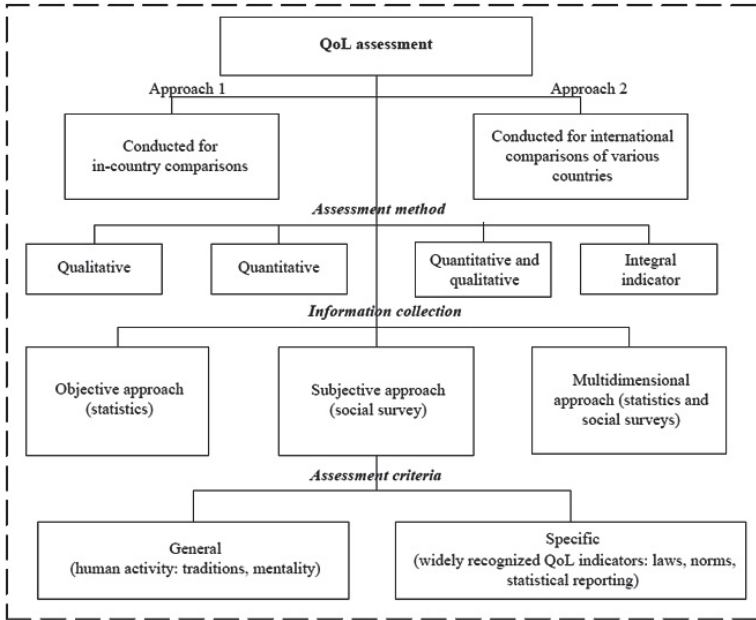 QoL assessment
Approach 1
Approach 2
Conducted for
in-country comparisons
Conducted for international
comparisons of various
countries
Assessment method
Qualitative
Quantitative
Quantitative and
qualitative
Integral
indicator
Information collection
Objective approach
(statistics)
Subjective approach
(social survey)
Multidimensional
approach (statistics and
social surveys)
Assessment criteria
General
(human activity: traditions, mentality)
Specific
(widely recognized QoL indicators: laws, norms,
statistical reporting)